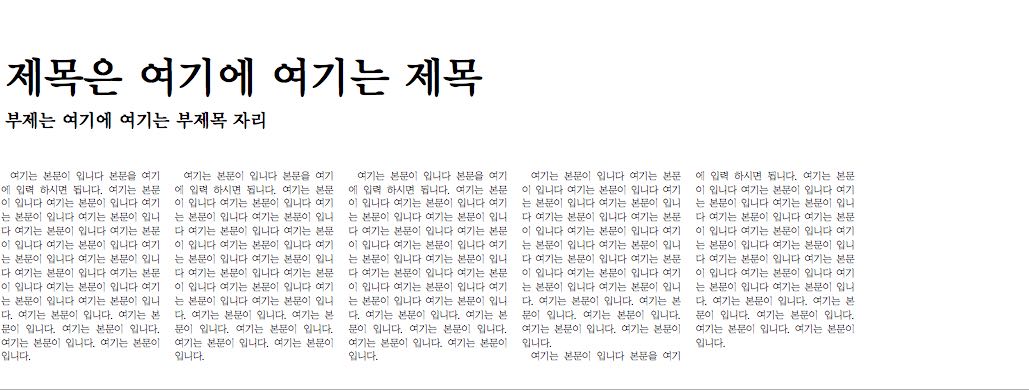 제목은 여기에 여기는 제목
부제는 여기에 여기는 부제목 자리
여기는 본문이 입니다 본문을 여기
에 입력 하시면 됩니다. 여기는 본문
이 입니다 여기는 본문이 입니다 여기
는 본문이 입니다 여기는 본문이 입니
다 여기는 본문이 입니다 여기는 본문
이 입니다 여기는 본문이 입니다 여기
는 본문이 입니다 여기는 본문이 입니
다 여기는 본문이 입니다 여기는 본문
이 입니다 여기는 본문이 입니다 여기
는 본문이 입니다 여기는 본문이 입니
다. 여기는 본문이 입니다. 여기는 본
문이 입니다. 여기는 본문이 입니다.
여기는 본문이 입니다. 여기는 본문이
입니다.
여기는 본문이 입니다 본문을 여기
에 입력 하시면 됩니다. 여기는 본문
이 입니다 여기는 본문이 입니다 여기
는 본문이 입니다 여기는 본문이 입니
다 여기는 본문이 입니다 여기는 본문
이 입니다 여기는 본문이 입니다 여기
는 본문이 입니다 여기는 본문이 입니
다 여기는 본문이 입니다 여기는 본문
이 입니다 여기는 본문이 입니다 여기
는 본문이 입니다 여기는 본문이 입니
다. 여기는 본문이 입니다. 여기는 본
문이 입니다. 여기는 본문이 입니다.
여기는 본문이 입니다. 여기는 본문이
입니다.
여기는 본문이 입니다 본문을 여기
에 입력 하시면 됩니다. 여기는 본문
이 입니다 여기는 본문이 입니다 여기
는 본문이 입니다 여기는 본문이 입니
다 여기는 본문이 입니다 여기는 본문
이 입니다 여기는 본문이 입니다 여기
는 본문이 입니다 여기는 본문이 입니
다 여기는 본문이 입니다 여기는 본문
이 입니다 여기는 본문이 입니다 여기
는 본문이 입니다 여기는 본문이 입니
다. 여기는 본문이 입니다. 여기는 본
문이 입니다. 여기는 본문이 입니다.
여기는 본문이 입니다. 여기는 본문이
입니다.
여기는 본문이 입니다 여기는 본문
이 입니다 여기는 본문이 입니다 여기
는 본문이 입니다 여기는 본문이 입니
다 여기는 본문이 입니다 여기는 본문
이 입니다 여기는 본문이 입니다 여기
는 본문이 입니다 여기는 본문이 입니
다 여기는 본문이 입니다 여기는 본문
이 입니다 여기는 본문이 입니다 여기
는 본문이 입니다 여기는 본문이 입니
다. 여기는 본문이 입니다. 여기는 본
문이 입니다. 여기는 본문이 입니다.
여기는 본문이 입니다. 여기는 본문이
입니다.
여기는 본문이 입니다 본문을 여기
에 입력 하시면 됩니다. 여기는 본문
이 입니다 여기는 본문이 입니다 여기
는 본문이 입니다 여기는 본문이 입니
다 여기는 본문이 입니다 여기는 본문
이 입니다 여기는 본문이 입니다 여기
는 본문이 입니다 여기는 본문이 입니
다 여기는 본문이 입니다 여기는 본문
이 입니다 여기는 본문이 입니다 여기
는 본문이 입니다 여기는 본문이 입니
다. 여기는 본문이 입니다. 여기는 본
문이 입니다. 여기는 본문이 입니다.
여기는 본문이 입니다. 여기는 본문이
입니다.